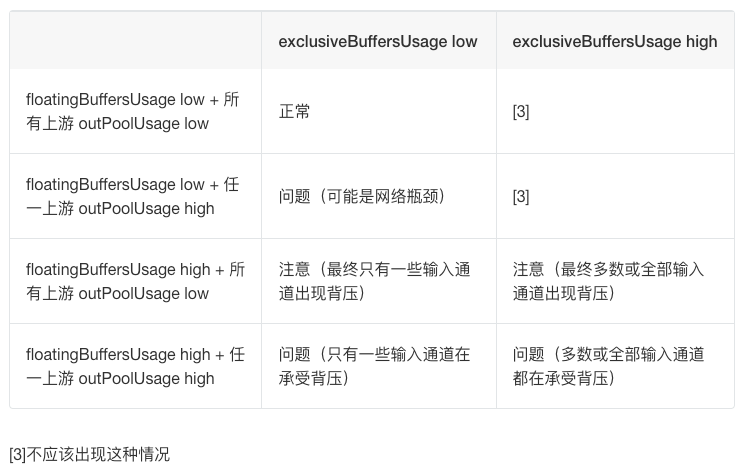 exclusiveBuffersUsage low
exclusiveBuffersUsage high
floatingBuffersUsage low + 所
有上游 outPoolUsage low
正常
[3]
floatingBuffersUsage low + 任
一上游 outPoolUsage high
问题（可能是网络瓶颈）
[3]
floatingBuffersUsage high + 所
有上游 outPoolUsage low
注意（最终只有一些输入通
道出现背压）
注意（最终多数或全部输入
通道出现背压）
floatingBuffersUsage high + 任
一上游 outPoolUsage high
问题（只有一些输入通道在
承受背压）
问题（多数或全部输入通道
都在承受背压）
[3]不应该出现这种情况